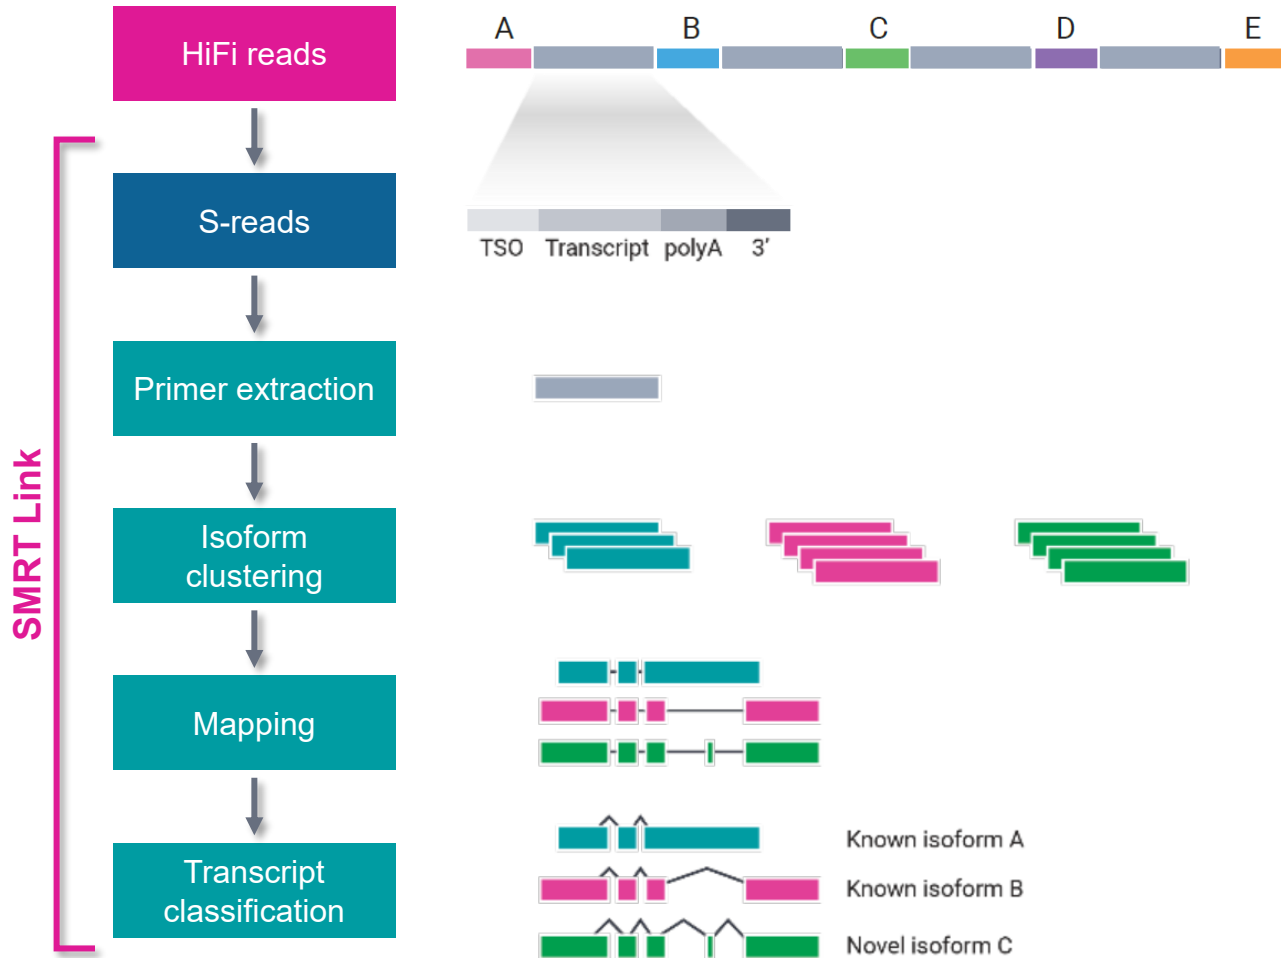 HiFi reads
A B C D E
S-reads
TSO Transcript polyA 3′
Primer extraction
SMRT Link
Isoform
clustering
Mapping
Transcript
classification
Known isoform A
Known isoform B
Novel isoform C